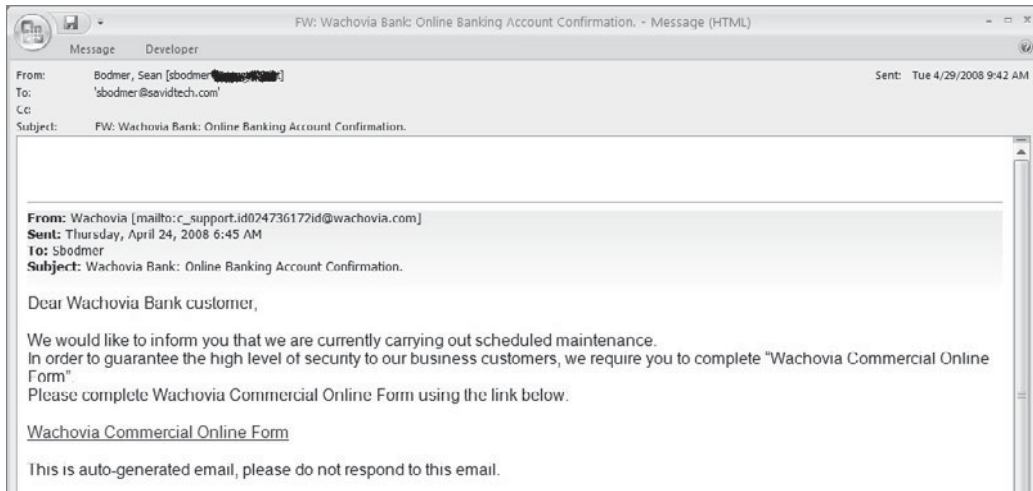 FW: Wachovia Bank: Online Banking Account Confirmation. - Message (HTML)
Message Developer
From: Bodmer, Sean [sbodmer
Sent: Tue 4/29/2008 9:42 AM
To: 'sbodmer@savidtech.com'
Cc:
Subject: FW: Wachovia Bank: Online Banking Account Confirmation.
From: Wachovia [mailto:c_support.id024736172id@wachovia.com]
Sent: Thursday, April 24, 2008 6:45 AM
To: Sbodmer
Subject: Wachovia Bank: Online Banking Account Confirmation.
Dear Wachovia Bank customer,
We would like to inform you that we are currently carrying out scheduled maintenance.
In order to guarantee the high level of security to our business customers, we require you to complete "Wachovia Commercial Online
Form".
Please complete Wachovia Commercial Online Form using the link below.
Wachovia Commercial Online Form
This is auto-generated email, please do not respond to this email.